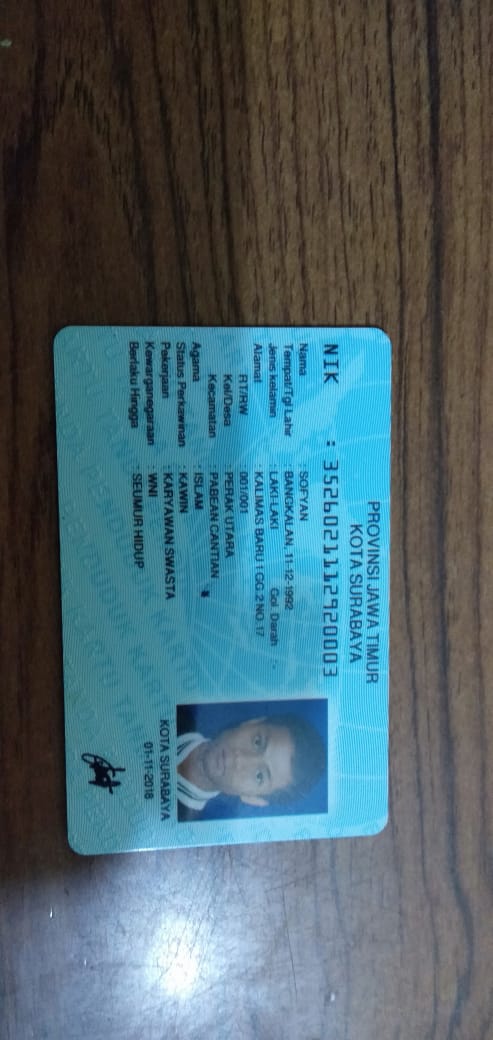 PROVINSI JAWA TIMUR
KOTA SURABAYA
NIK : 3526021112920003
Nama : SOFYAN
Tempat/Tgl Lahir : BANGKALAN, 11-12-1992
Jenis kelamin : LAKI-LAKI Gol. Darah : -
Alamat : KALIMAS BARU 1 GG.2 NO.17
RT/RW : 001/001
Kel/Desa : PERAK UTARA
Kecamatan : PABEAN CANTIAN
Agama : ISLAM
Status Perkawinan : KAWIN
Pekerjaan : KARYAWAN SWASTA
Kewarganegaraan : WNI
Berlaku Hingga : SEUMUR HIDUP
KOTA SURABAYA
01-11-2018